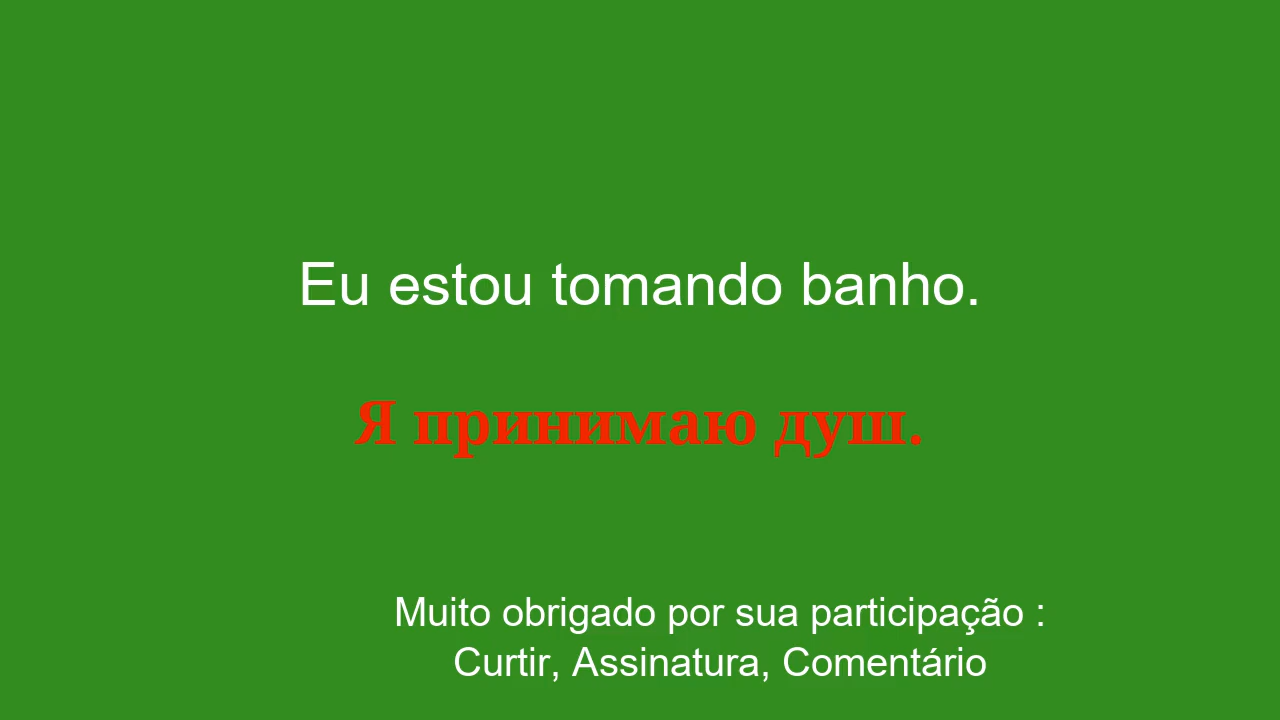 Eu estou tomando banho.
Я принимаю душ.
Muito obrigado por sua participação :
Curtir, Assinatura, Comentário